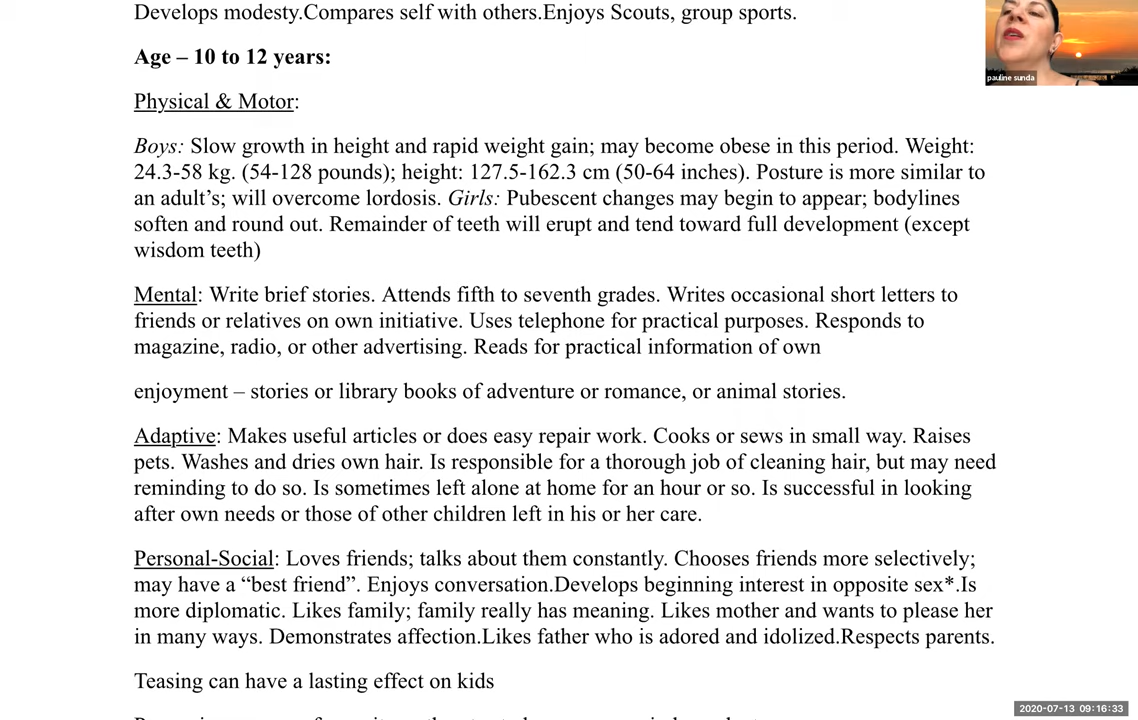 Develops modesty.Compares self with others.Enjoys Scouts, group sports.
Age – 10 to 12 years:
Physical & Motor:
Boys: Slow growth in height and rapid weight gain; may become obese in this period. Weight:
24.3-58 kg. (54-128 pounds); height: 127.5-162.3 cm (50-64 inches). Posture is more similar to
an adult’s; will overcome lordosis. Girls: Pubescent changes may begin to appear; bodylines
soften and round out. Remainder of teeth will erupt and tend toward full development (except
wisdom teeth)
Mental: Write brief stories. Attends fifth to seventh grades. Writes occasional short letters to
friends or relatives on own initiative. Uses telephone for practical purposes. Responds to
magazine, radio, or other advertising. Reads for practical information of own
enjoyment – stories or library books of adventure or romance, or animal stories.
Adaptive: Makes useful articles or does easy repair work. Cooks or sews in small way. Raises
pets. Washes and dries own hair. Is responsible for a thorough job of cleaning hair, but may need
reminding to do so. Is sometimes left alone at home for an hour or so. Is successful in looking
after own needs or those of other children left in his or her care.
Personal-Social: Loves friends; talks about them constantly. Chooses friends more selectively;
may have a “best friend”. Enjoys conversation.Develops beginning interest in opposite sex*.Is
more diplomatic. Likes family; family really has meaning. Likes mother and wants to please her
in many ways. Demonstrates affection.Likes father who is adored and idolized.Respects parents.
Teasing can have a lasting effect on kids
pauline sunda
2020-07-13 09:16:33